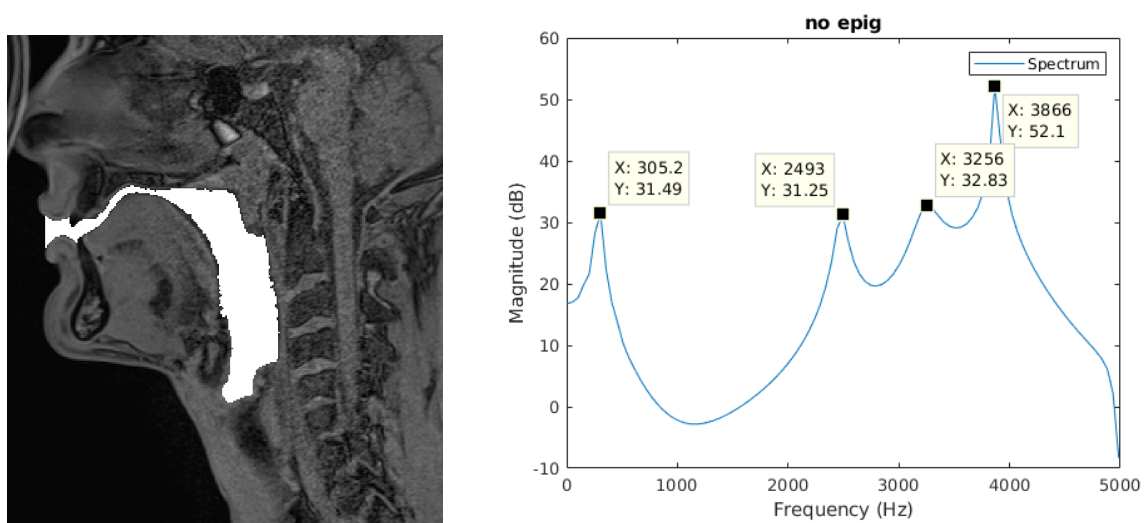 no epig
Spectrum
X: 305.2
Y: 31.49
X: 2493
Y: 31.25
X: 3256
Y: 32.83
X: 3866
Y: 52.1
60
50
40
30
20
10
0
-10
Magnitude (dB)
0 1000 2000 3000 4000 5000
Frequency (Hz)